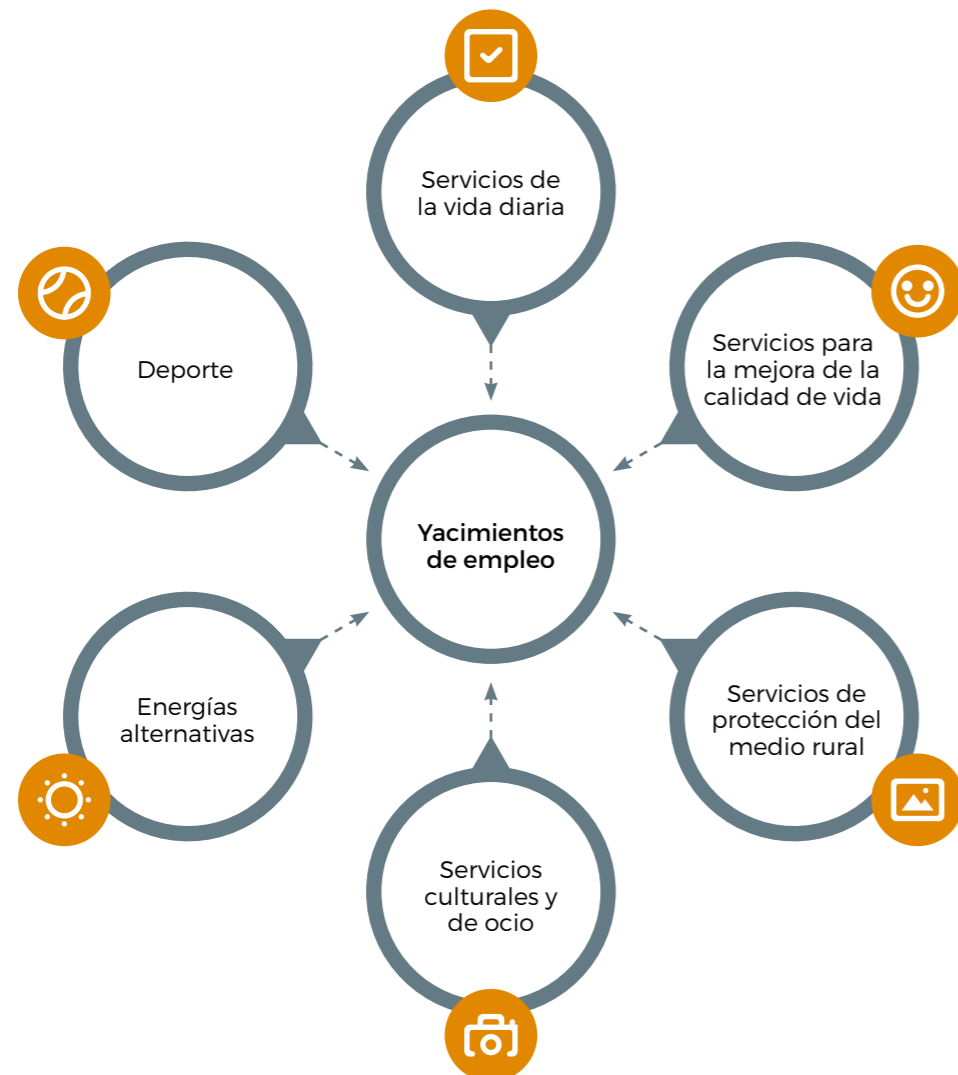 Servicios de
la vida diaria
Deporte
Servicios para
la mejora de la
calidad de vida
Yacimientos
de empleo
Energías
alternativas
Servicios de
protección del
medio rural
Servicios
culturales y
de ocio